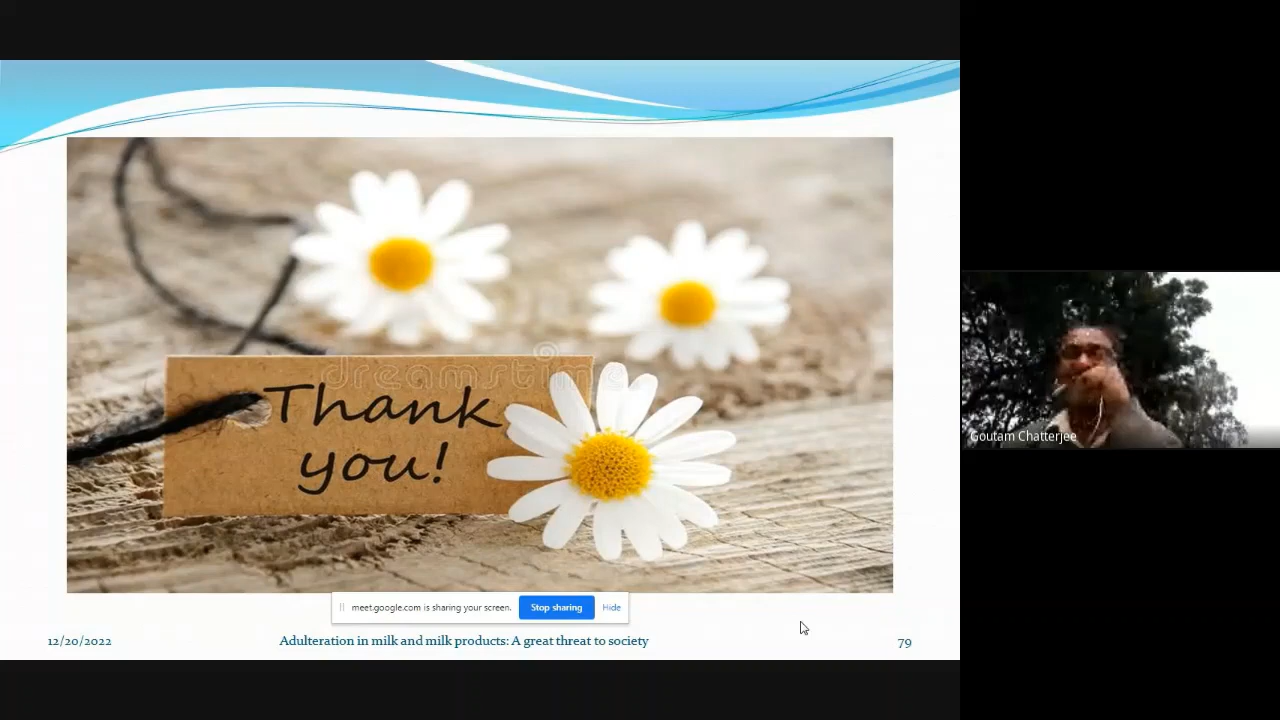 Thank
you!
dreamstime
meet.google.com is sharing your screen.
Stop sharing
Hide
12/20/2022
Adulteration in milk and milk products: A great threat to society
79
Goutam Chatterjee